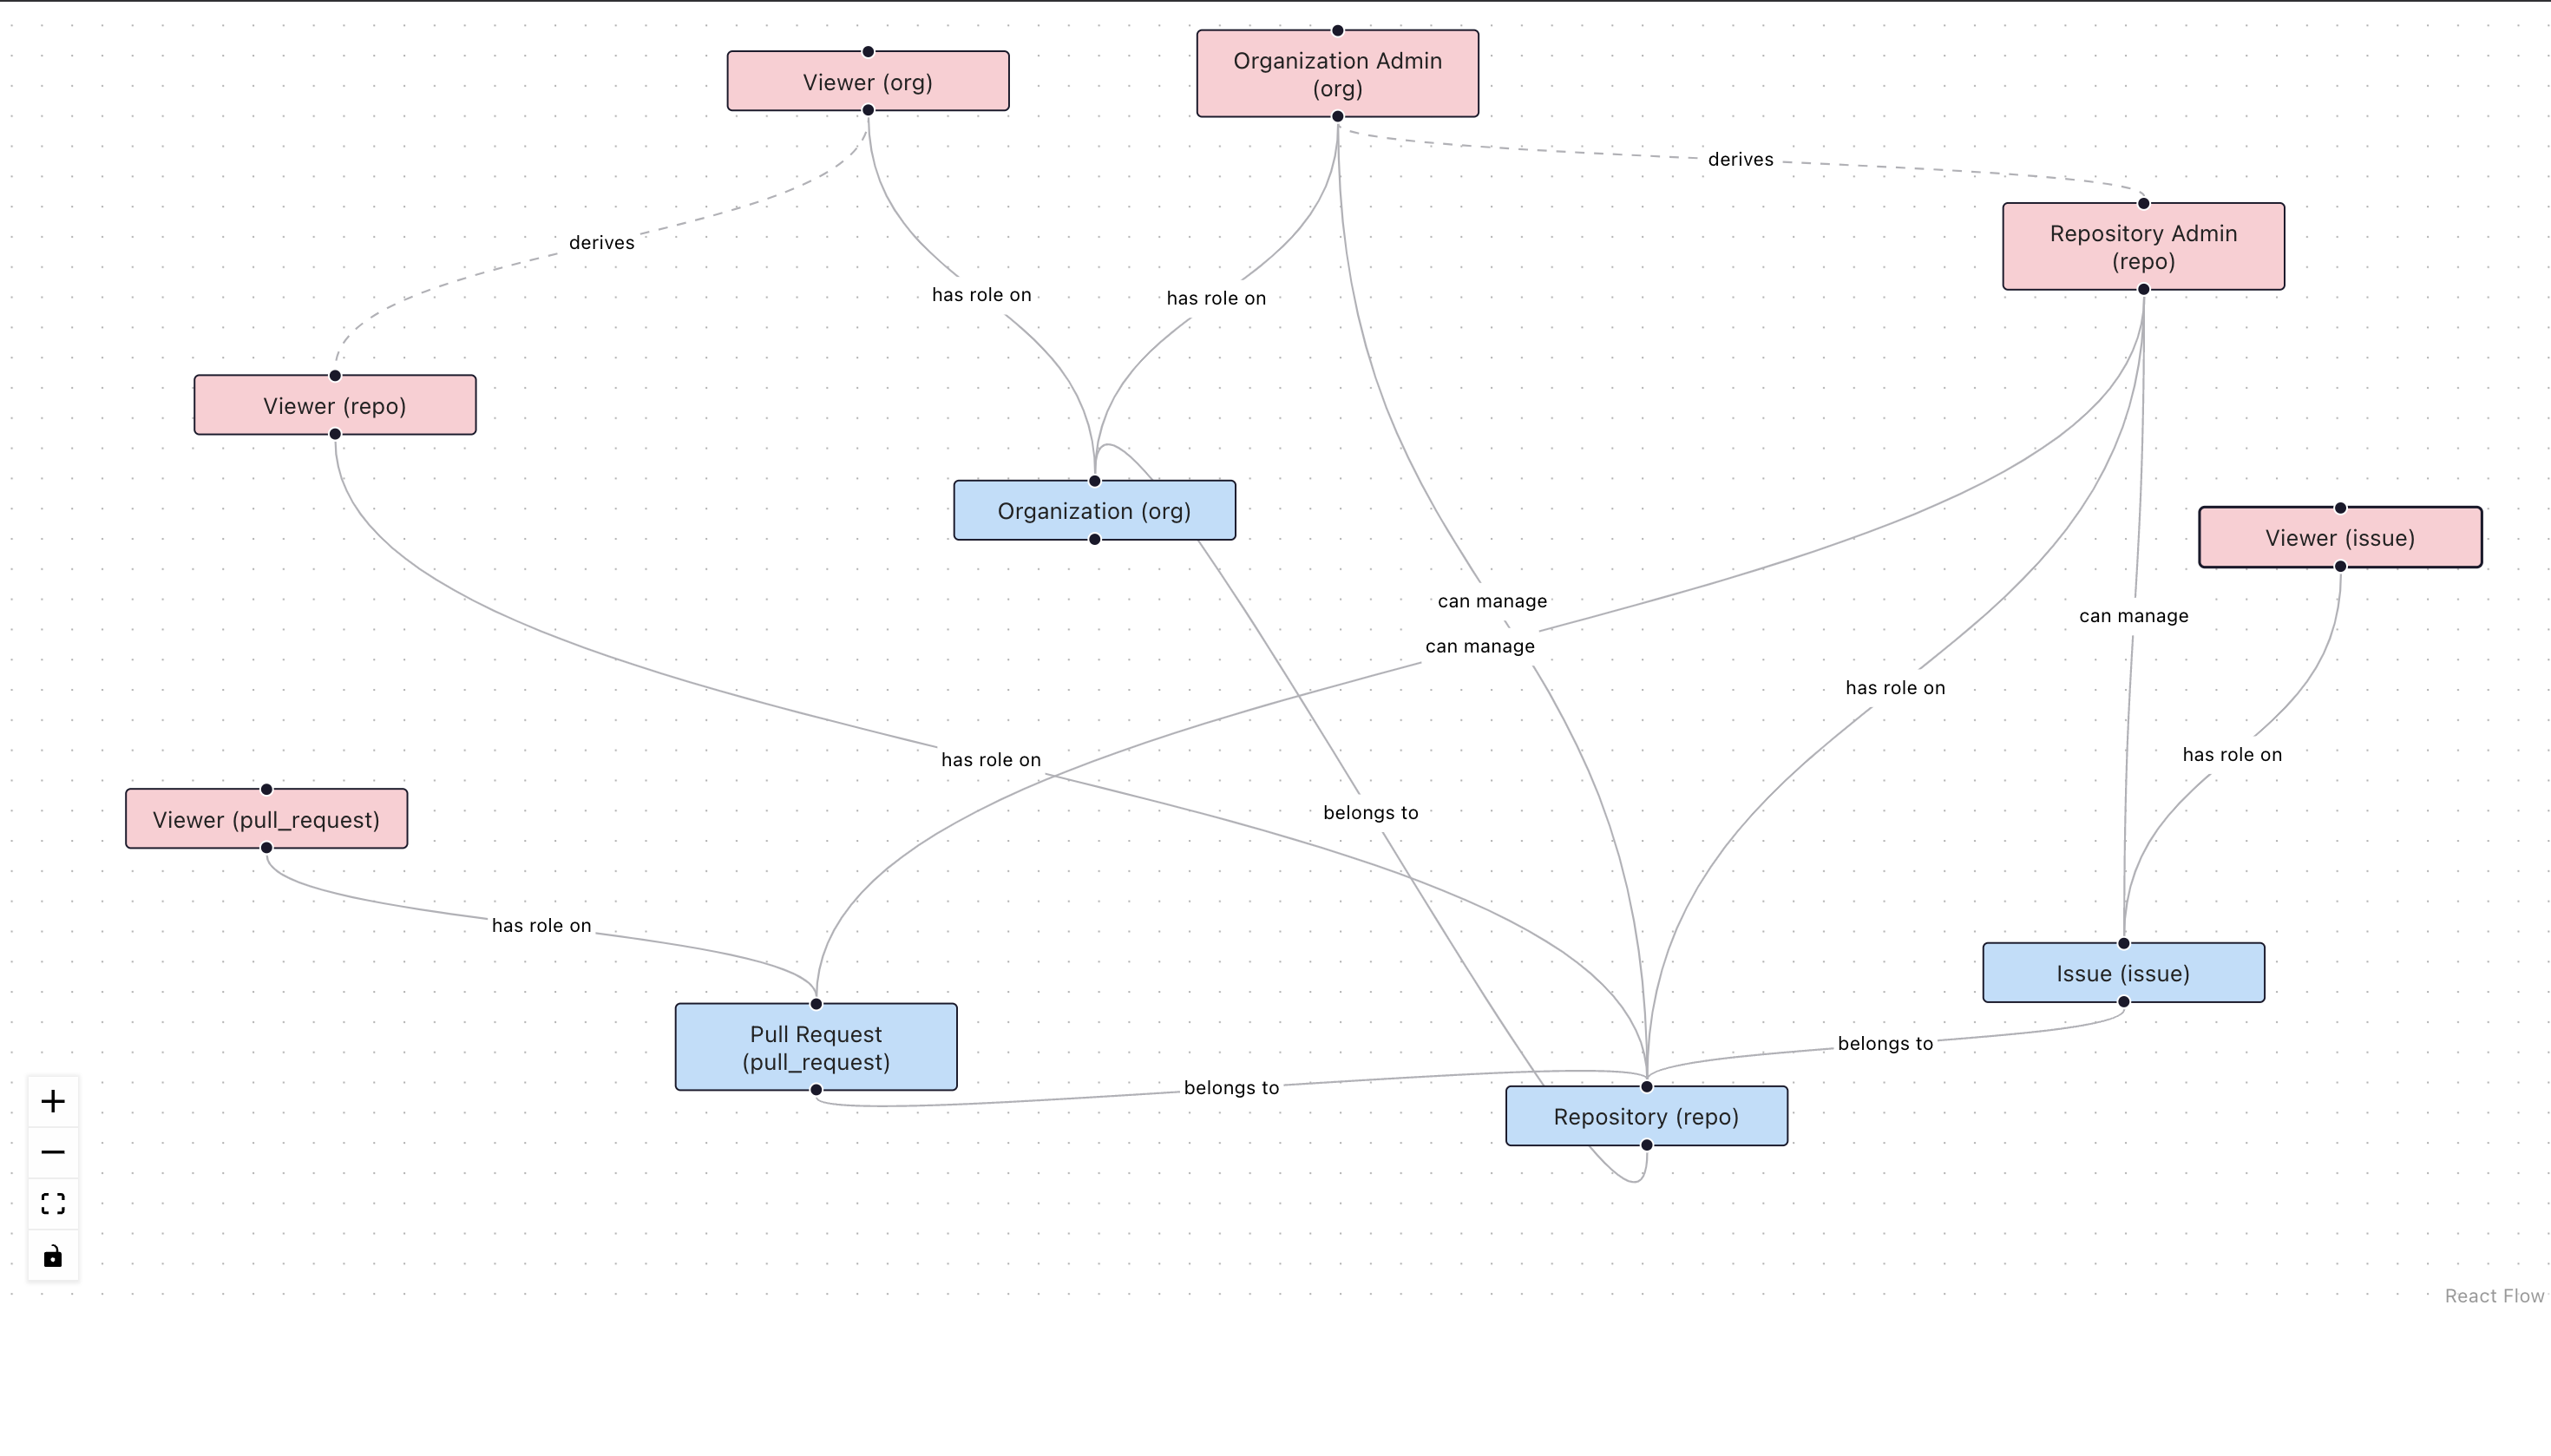 Organization Admin
(org)
Viewer (org)
derives
Repository Admin
(repo)
derives
has role on
has role on
Viewer (repo)
Organization (org)
Viewer (issue)
can manage
can manage
can manage
has role on
has role on
has role on
belongs to
Viewer (pull_request)
has role on
Issue (issue)
Pull Request
(pull_request)
belongs to
belongs to
Repository (repo)
React Flow